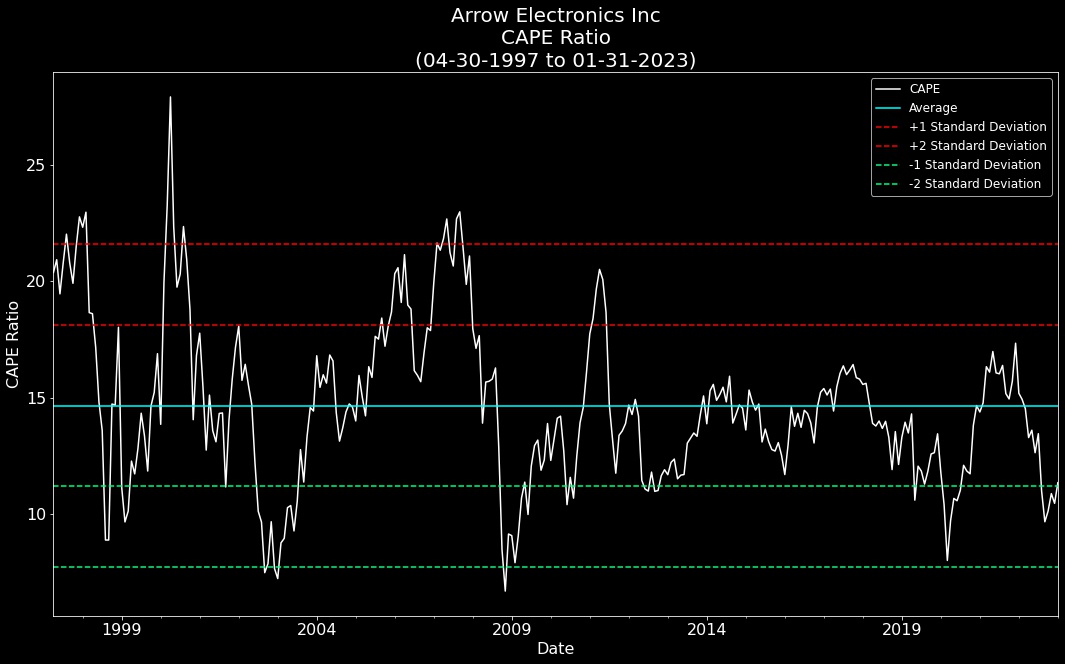 Arrow Electronics Inc
CAPE Ratio
(04-30-1997 to 01-31-2023)
CAPE
Average
+1 Standard Deviation
+2 Standard Deviation
-1 Standard Deviation
-2 Standard Deviation
25
20
15
10
CAPE Ratio
1999 2004 2009 2014 2019
Date